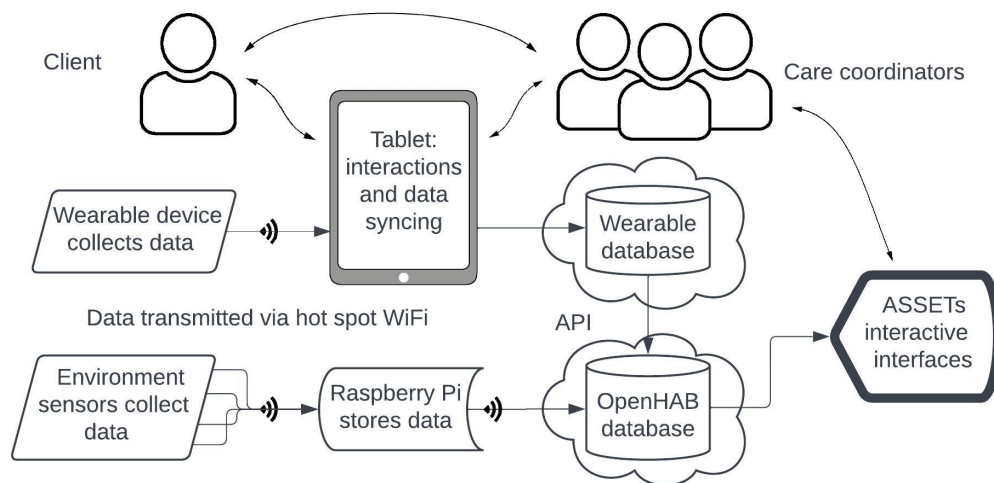 Client
Care coordinators
Tablet:
interactions
and data
syncing
Wearable device
collects data
Wearable
database
Data transmitted via hot spot WiFi
API
ASSETs
interactive
interfaces
Environment
sensors collect
data
Raspberry Pi
stores data
OpenHAB
database